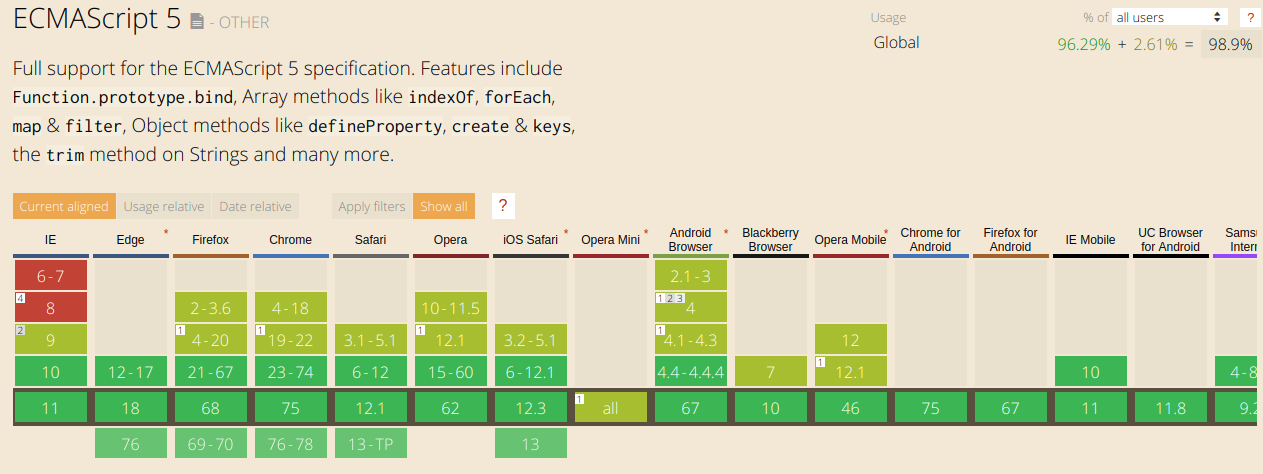 ECMAScript 5 - OTHER
Usage % of all users ?
Global 96.29% + 2.61% = 98.9%
Full support for the ECMAScript 5 specification. Features include
Function.prototype.bind, Array methods like indexOf, forEach,
map & filter, Object methods like defineProperty, create & keys,
the trim method on Strings and many more.
Current aligned Usage relative Date relative Apply filters Show all ?
IE Edge * Firefox Chrome Safari Opera iOS Safari * Opera Mini * Android Browser * Blackberry Browser Opera Mobile * Chrome for Android Firefox for Android IE Mobile UC Browser for Android
6-7 2.1-3
4 8 2-3.6 4-18 10-11.5 1 2 3 4
2 9 1 4-20 1 19-22 3.1-5.1 1 12.1 3.2-5.1 1 4.1-4.3 12
10 12-17 21-67 23-74 6-12 15-60 6-12.1 4.4-4.4.4 7 1 12.1 10 4-8
11 18 68 75 12.1 62 12.3 1 all 67 10 46 75 67 11 11.8 9.2
76 69-70 76-78 13-TP 13